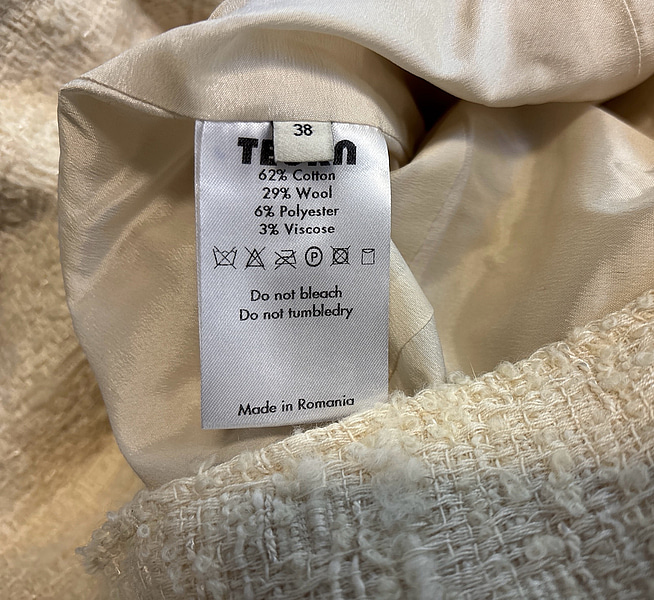 38
62% Cotton
29% Wool
6% Polyester
3% Viscose
P
Do not bleach
Do not tumbledry
Made in Romania